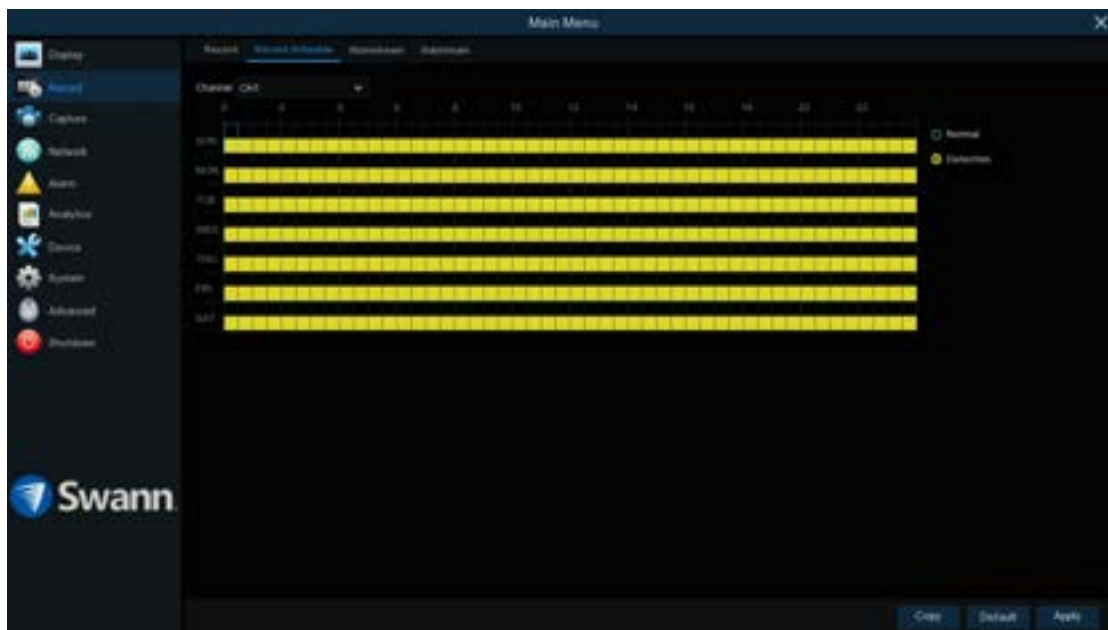 Main Menu
Display
Record
Capture
Network
Alarm
Analytics
Device
System
Advanced
Shutdown
Swann
Record Record Schedule Mainstream Substream
Channel CH1
0 2 4 6 8 10 12 14 16 18 20 22
SUN
MON
TUE
WED
THU
FRI
SAT
Normal
Detection
Copy Default Apply